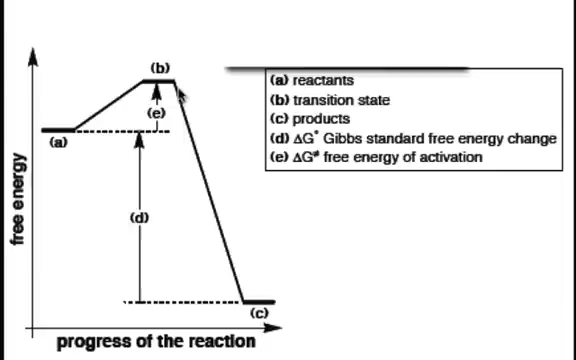 (b)
(a) reactants
(b) transition state
(c) products
(d) ΔG° Gibbs standard free energy change
(e) ΔG≠ free energy of activation
(e)
(a)
(d)
(c)
free energy
progress of the reaction